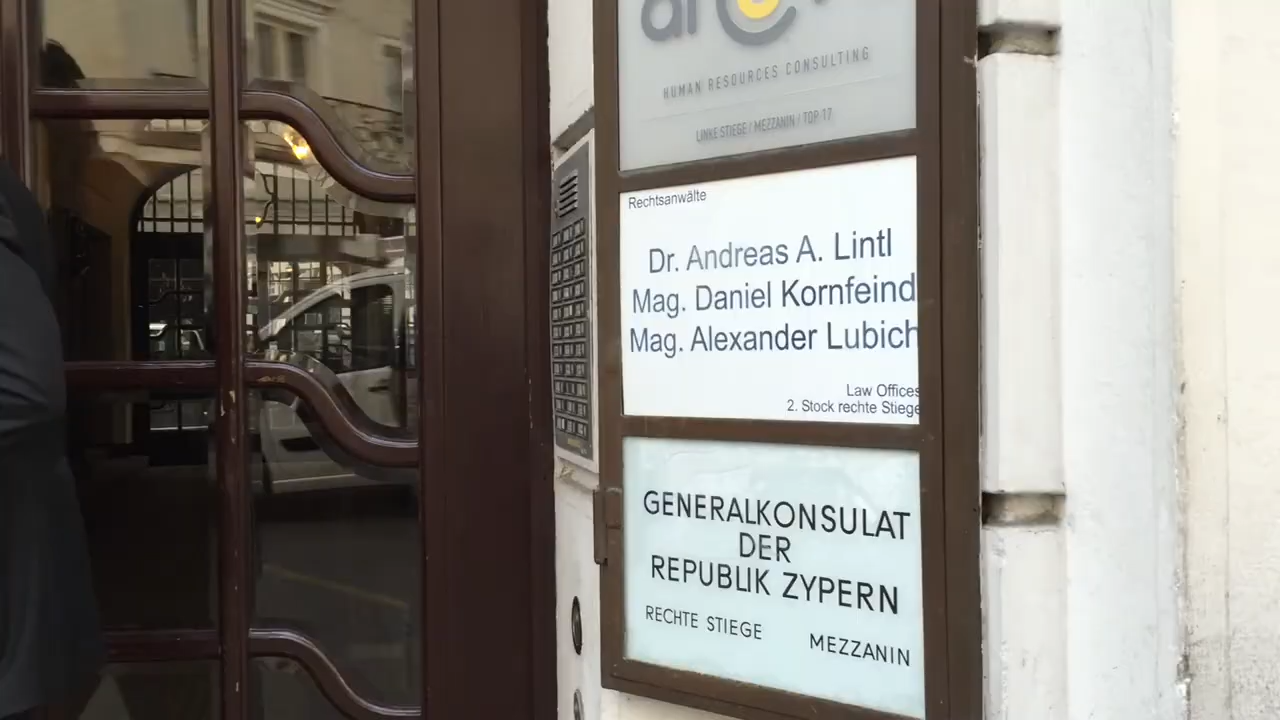 HUMAN RESOURCES CONSULTING
LINKE STIEGE / MEZZANIN / TOP 17
Rechtsanwälte
Dr. Andreas A. Lintl
Mag. Daniel Kornfeind
Mag. Alexander Lubich
Law Offices
2. Stock rechte Stiege
GENERALKONSULAT
DER
REPUBLIK ZYPERN
RECHTE STIEGE MEZZANIN